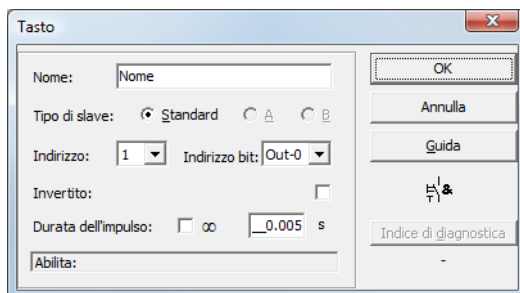 Tasto
Nome: Nome
Tipo di slave: Standard A B
Indirizzo: 1 Indirizzo bit: Out-0
Invertito:
Durata dell'impulso: ∞ __0.005 s
Abilita:
OK
Annulla
Guida
&
Indice di diagnostica
-